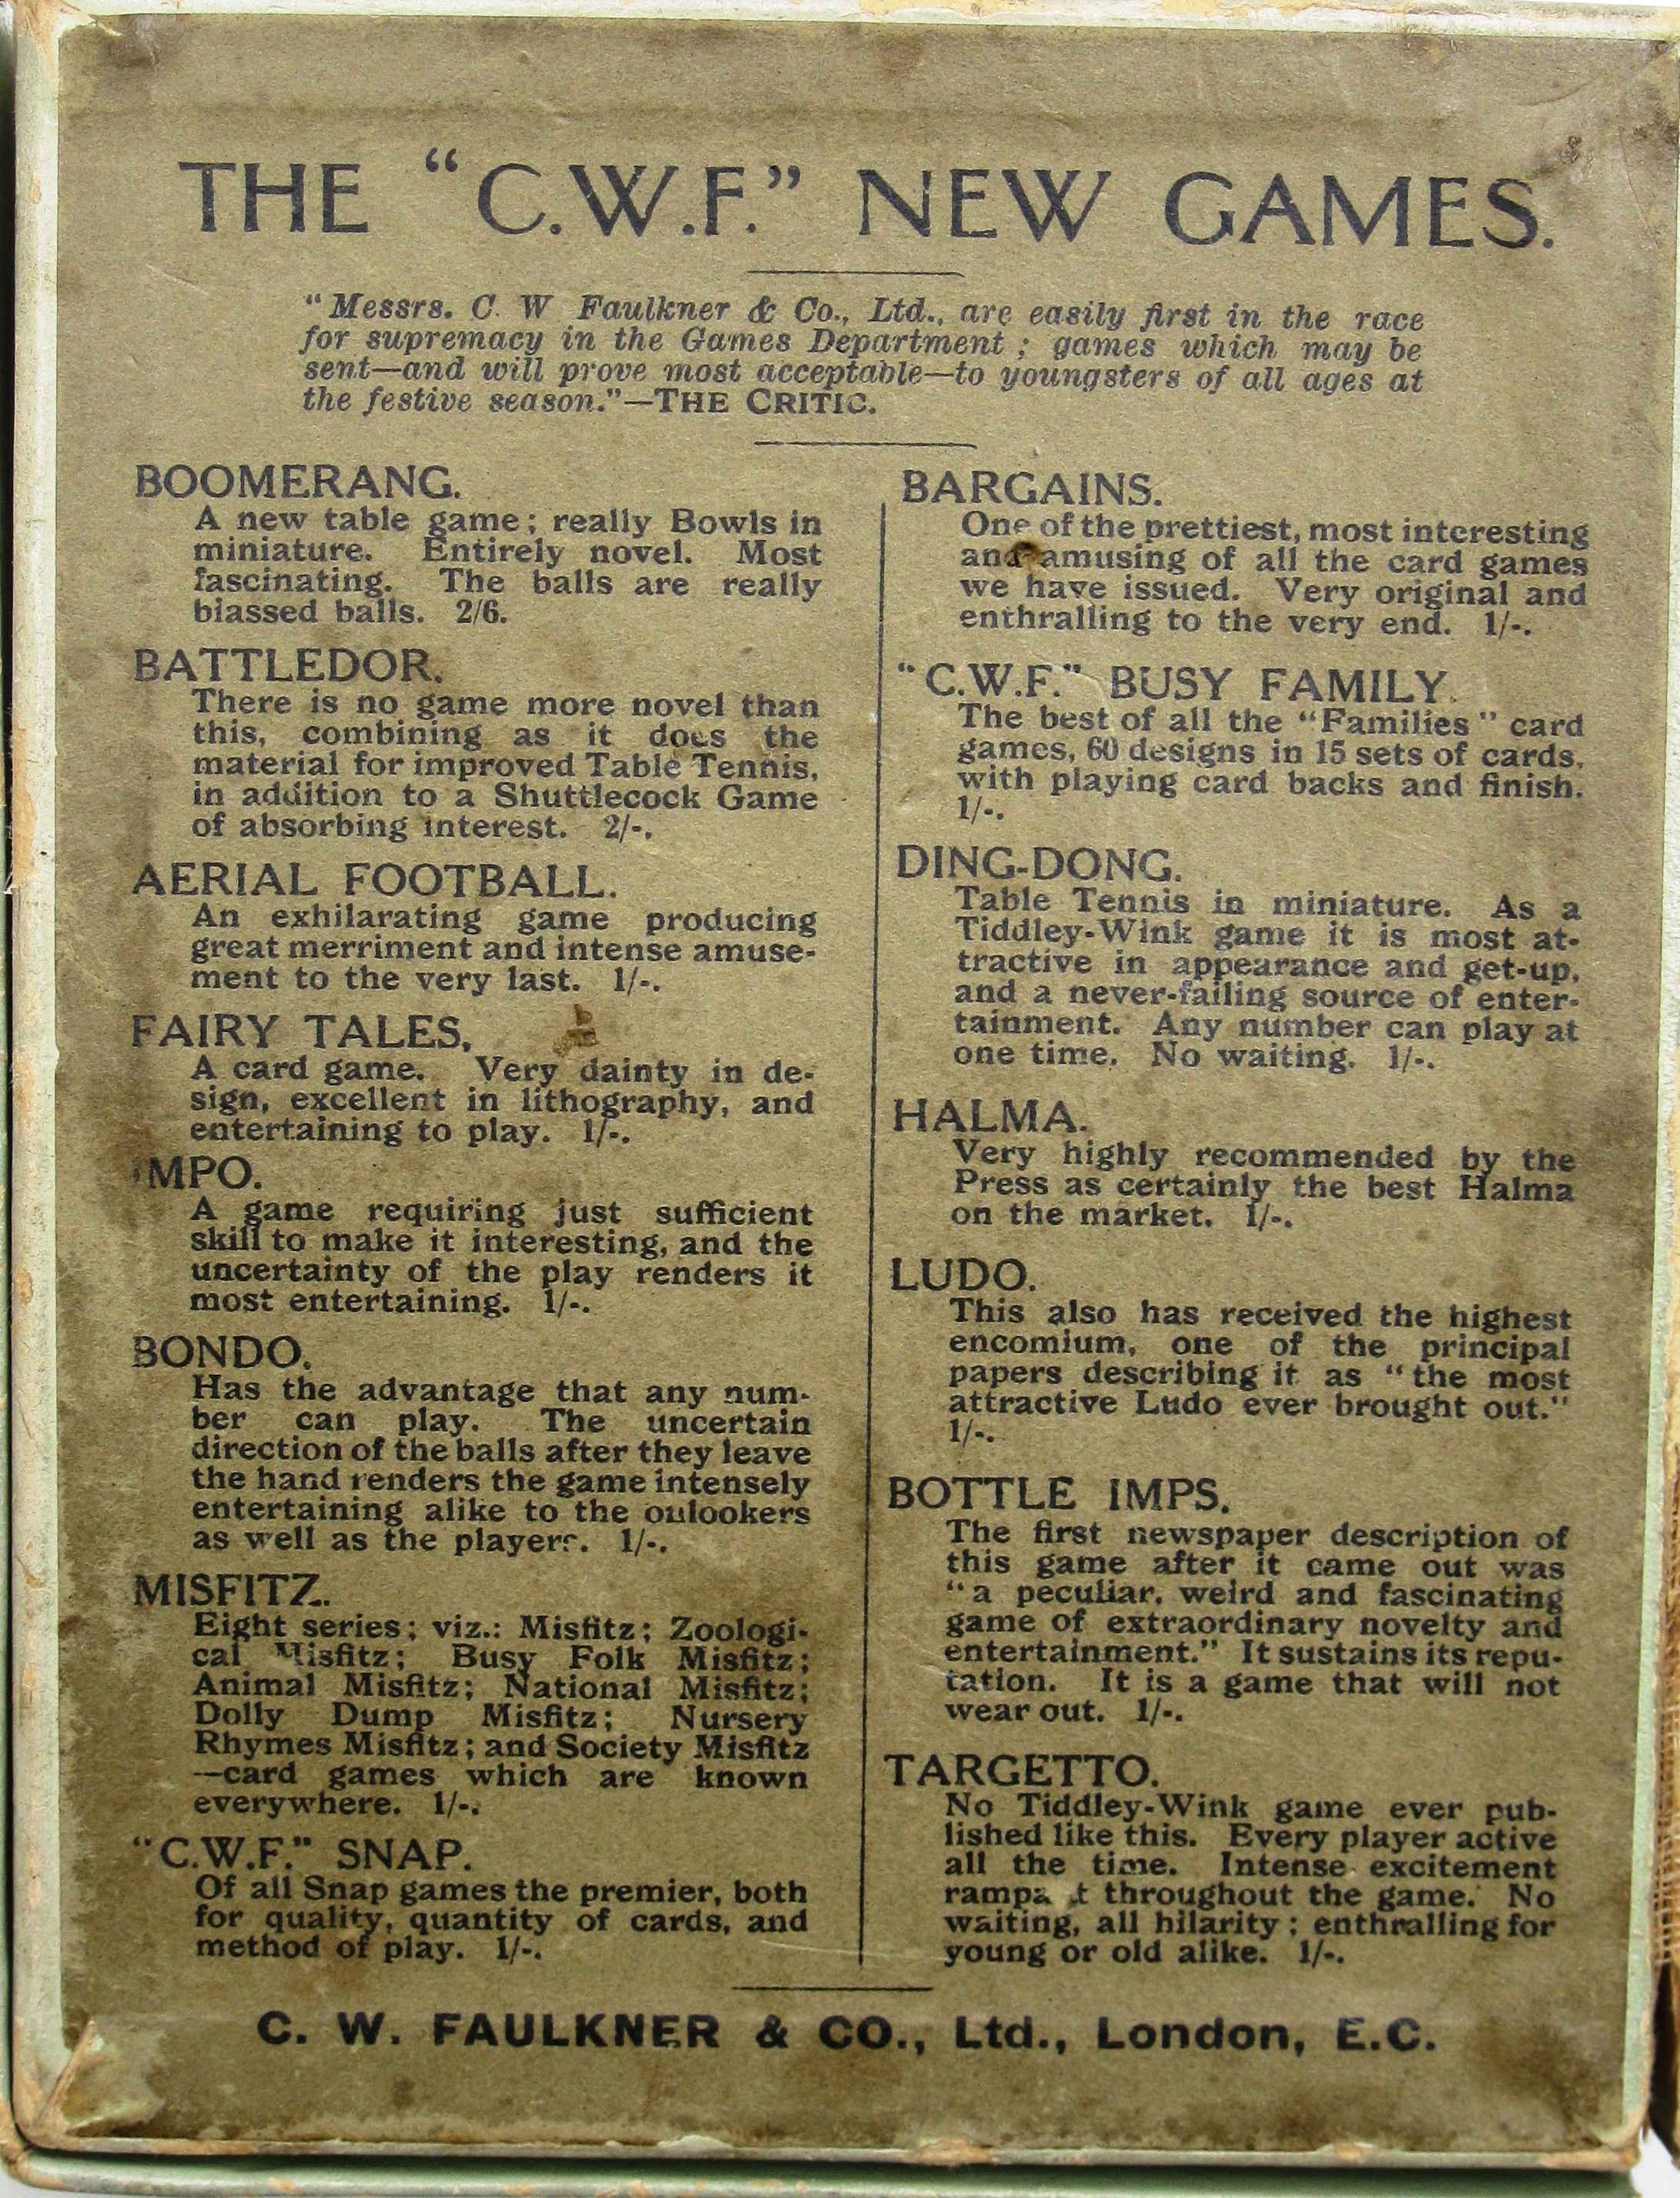 THE "C.W.F." NEW GAMES.
"Messrs. C. W Faulkner & Co., Ltd., are easily first in the race
for supremacy in the Games Department; games which may be
sent—and will prove most acceptable—to youngsters of all ages at
the festive season."—THE CRITIC.
BOOMERANG.
A new table game; really Bowls in
miniature. Entirely novel. Most
fascinating. The balls are really
biassed balls. 2/6.
BATTLEDOR.
There is no game more novel than
this, combining as it does the
material for improved Table Tennis,
in addition to a Shuttlecock Game
of absorbing interest. 2/-.
AERIAL FOOTBALL.
An exhilarating game producing
great merriment and intense amuse-
ment to the very last. 1/-.
FAIRY TALES,
A card game. Very dainty in de-
sign, excellent in lithography, and
entertaining to play. 1/-.
IMPO.
A game requiring just sufficient
skill to make it interesting, and the
uncertainty of the play renders it
most entertaining. 1/-.
BONDO.
Has the advantage that any num-
ber can play. The uncertain
direction of the balls after they leave
the hand renders the game intensely
entertaining alike to the onlookers
as well as the players. 1/-.
MISFITZ.
Eight series; viz.: Misfitz; Zoologi-
cal Misfitz; Busy Folk Misfitz;
Animal Misfitz; National Misfitz;
Dolly Dump Misfitz; Nursery
Rhymes Misfitz; and Society Misfitz
—card games which are known
everywhere. 1/-.
"C.W.F." SNAP.
Of all Snap games the premier, both
for quality, quantity of cards, and
method of play. 1/-.
BARGAINS.
One of the prettiest, most interesting
and amusing of all the card games
we have issued. Very original and
enthralling to the very end. 1/-.
"C.W.F." BUSY FAMILY.
The best of all the "Families" card
games, 60 designs in 15 sets of cards,
with playing card backs and finish.
1/-.
DING-DONG.
Table Tennis in miniature. As a
Tiddley-Wink game it is most at-
tractive in appearance and get-up,
and a never-failing source of enter-
tainment. Any number can play at
one time. No waiting. 1/-.
HALMA.
Very highly recommended by the
Press as certainly the best Halma
on the market. 1/-.
LUDO.
This also has received the highest
encomium, one of the principal
papers describing it as "the most
attractive Ludo ever brought out."
1/-.
BOTTLE IMPS.
The first newspaper description of
this game after it came out was
"a peculiar, weird and fascinating
game of extraordinary novelty and
entertainment." It sustains its repu-
tation. It is a game that will not
wear out. 1/-.
TARGETTO.
No Tiddley-Wink game ever pub-
lished like this. Every player active
all the time. Intense excitement
rampant throughout the game. No
waiting, all hilarity; enthralling for
young or old alike. 1/-.
C. W. FAULKNER & CO., Ltd., London, E.C.